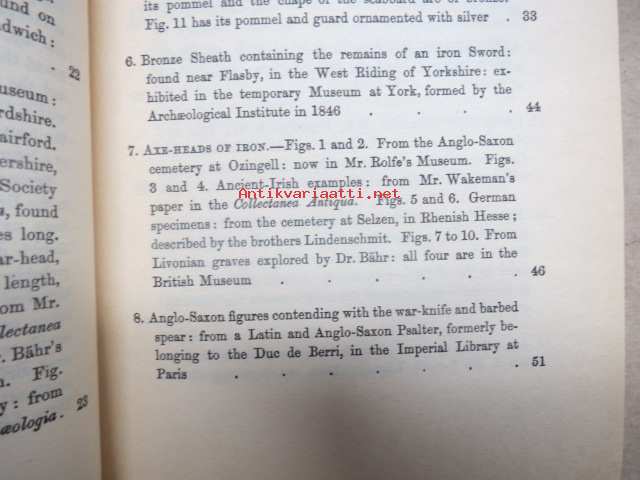 und on
dwich :
. 22
useum :
rdshire.
airford.
ershire,
Society
a, found
es long.
ar-head,
length,
om Mr.
llectanea
. Bähr's
n. Fig.
y : from
æologia . 23
its pommel and the chape of the scabbard are of bronze.
Fig. 11 has its pommel and guard ornamented with silver . 33
6. Bronze Sheath containing the remains of an iron Sword:
found near Flasby, in the West Riding of Yorkshire: ex-
hibited in the temporary Museum at York, formed by the
Archæological Institute in 1846 . . . . 44
7. AXE-HEADS OF IRON.—Figs. 1 and 2. From the Anglo-Saxon
cemetery at Ozingell: now in Mr. Rolfe's Museum. Figs.
3 and 4. Ancient-Irish examples: from Mr. Wakeman's
Antikvariaatti.net
paper in the Collectanea Antiqua. Figs. 5 and 6. German
specimens: from the cemetery at Selzen, in Rhenish Hesse;
described by the brothers Lindenschmit. Figs. 7 to 10. From
Livonian graves explored by Dr. Bähr: all four are in the
British Museum . . . . . . 46
8. Anglo-Saxon figures contending with the war-knife and barbed
spear: from a Latin and Anglo-Saxon Psalter, formerly be-
longing to the Duc de Berri, in the Imperial Library at
Paris . . . . . . . 51